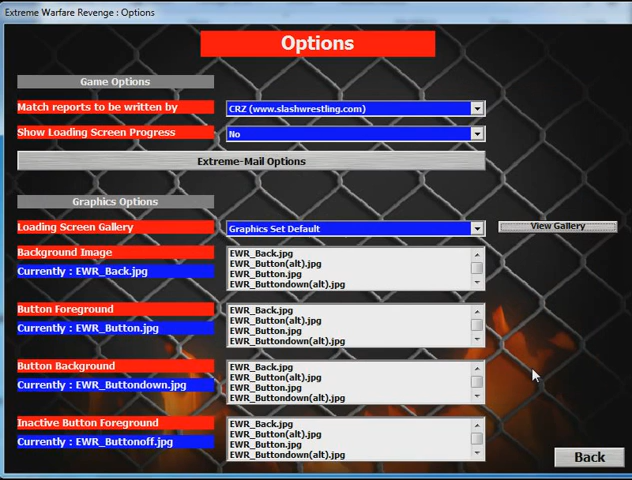 Extreme Warfare Revenge : Options
Options
Game Options
Match reports to be written by
CRZ (www.slashwrestling.com)
Show Loading Screen Progress
No
Extreme-Mail Options
Graphics Options
Loading Screen Gallery
Graphics Set Default
View Gallery
Background Image
Currently : EWR_Back.jpg
EWR_Back.jpg
EWR_Button(alt).jpg
EWR_Button.jpg
EWR_Buttondown(alt).jpg
Button Foreground
Currently : EWR_Button.jpg
EWR_Back.jpg
EWR_Button(alt).jpg
EWR_Button.jpg
EWR_Buttondown(alt).jpg
Button Background
Currently : EWR_Buttondown.jpg
EWR_Back.jpg
EWR_Button(alt).jpg
EWR_Button.jpg
EWR_Buttondown(alt).jpg
Inactive Button Foreground
Currently : EWR_Buttonoff.jpg
EWR_Back.jpg
EWR_Button(alt).jpg
EWR_Button.jpg
EWR_Buttondown(alt).jpg
Back